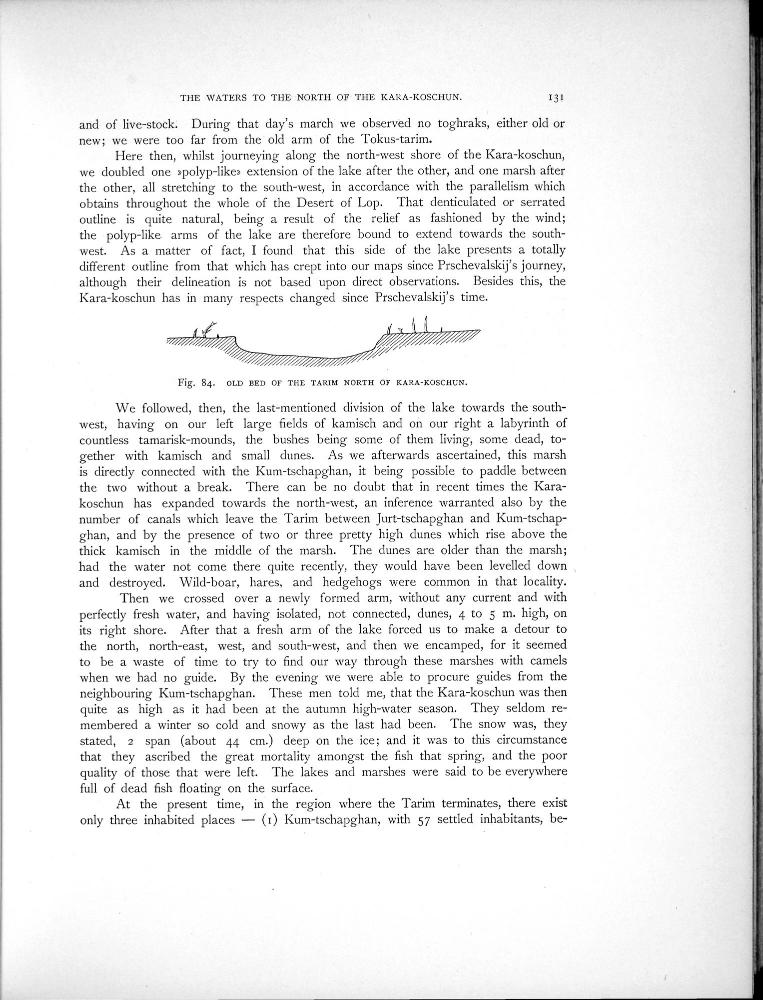 THE WATERS TO THE NORTH OF THE KARA-KOSCHUN. 131
and of live-stock. During that day's march we observed no toghraks, either old or
new; we were too far from the old arm of the Tokus-tarim.
Here then, whilst journeying along the north-west shore of the Kara-koschun,
we doubled one »polyp-like» extension of the lake after the other, and one marsh after
the other, all stretching to the south-west, in accordance with the parallelism which
obtains throughout the whole of the Desert of Lop. That denticulated or serrated
outline is quite natural, being a result of the relief as fashioned by the wind;
the polyp-like arms of the lake are therefore bound to extend towards the south-
west. As a matter of fact, I found that this side of the lake presents a totally
different outline from that which has crept into our maps since Prschevalskij's journey,
although their delineation is not based upon direct observations. Besides this, the
Kara-koschun has in many respects changed since Prschevalskij's time.
Fig. 84. OLD BED OF THE TARIM NORTH OF KARA-KOSCHUN.
We followed, then, the last-mentioned division of the lake towards the south-
west, having on our left large fields of kamisch and on our right a labyrinth of
countless tamarisk-mounds, the bushes being some of them living, some dead, to-
gether with kamisch and small dunes. As we afterwards ascertained, this marsh
is directly connected with the Kum-tschapghan, it being possible to paddle between
the two without a break. There can be no doubt that in recent times the Kara-
koschun has expanded towards the north-west, an inference warranted also by the
number of canals which leave the Tarim between Jurt-tschapghan and Kum-tschap-
ghan, and by the presence of two or three pretty high dunes which rise above the
thick kamisch in the middle of the marsh. The dunes are older than the marsh;
had the water not come there quite recently, they would have been levelled down
and destroyed. Wild-boar, hares, and hedgehogs were common in that locality.
Then we crossed over a newly formed arm, without any current and with
perfectly fresh water, and having isolated, not connected, dunes, 4 to 5 m. high, on
its right shore. After that a fresh arm of the lake forced us to make a detour to
the north, north-east, west, and south-west, and then we encamped, for it seemed
to be a waste of time to try to find our way through these marshes with camels
when we had no guide. By the evening we were able to procure guides from the
neighbouring Kum-tschapghan. These men told me, that the Kara-koschun was then
quite as high as it had been at the autumn high-water season. They seldom re-
membered a winter so cold and snowy as the last had been. The snow was, they
stated, 2 span (about 44 cm.) deep on the ice; and it was to this circumstance
that they ascribed the great mortality amongst the fish that spring, and the poor
quality of those that were left. The lakes and marshes were said to be everywhere
full of dead fish floating on the surface.
At the present time, in the region where the Tarim terminates, there exist
only three inhabited places — (1) Kum-tschapghan, with 57 settled inhabitants, be-